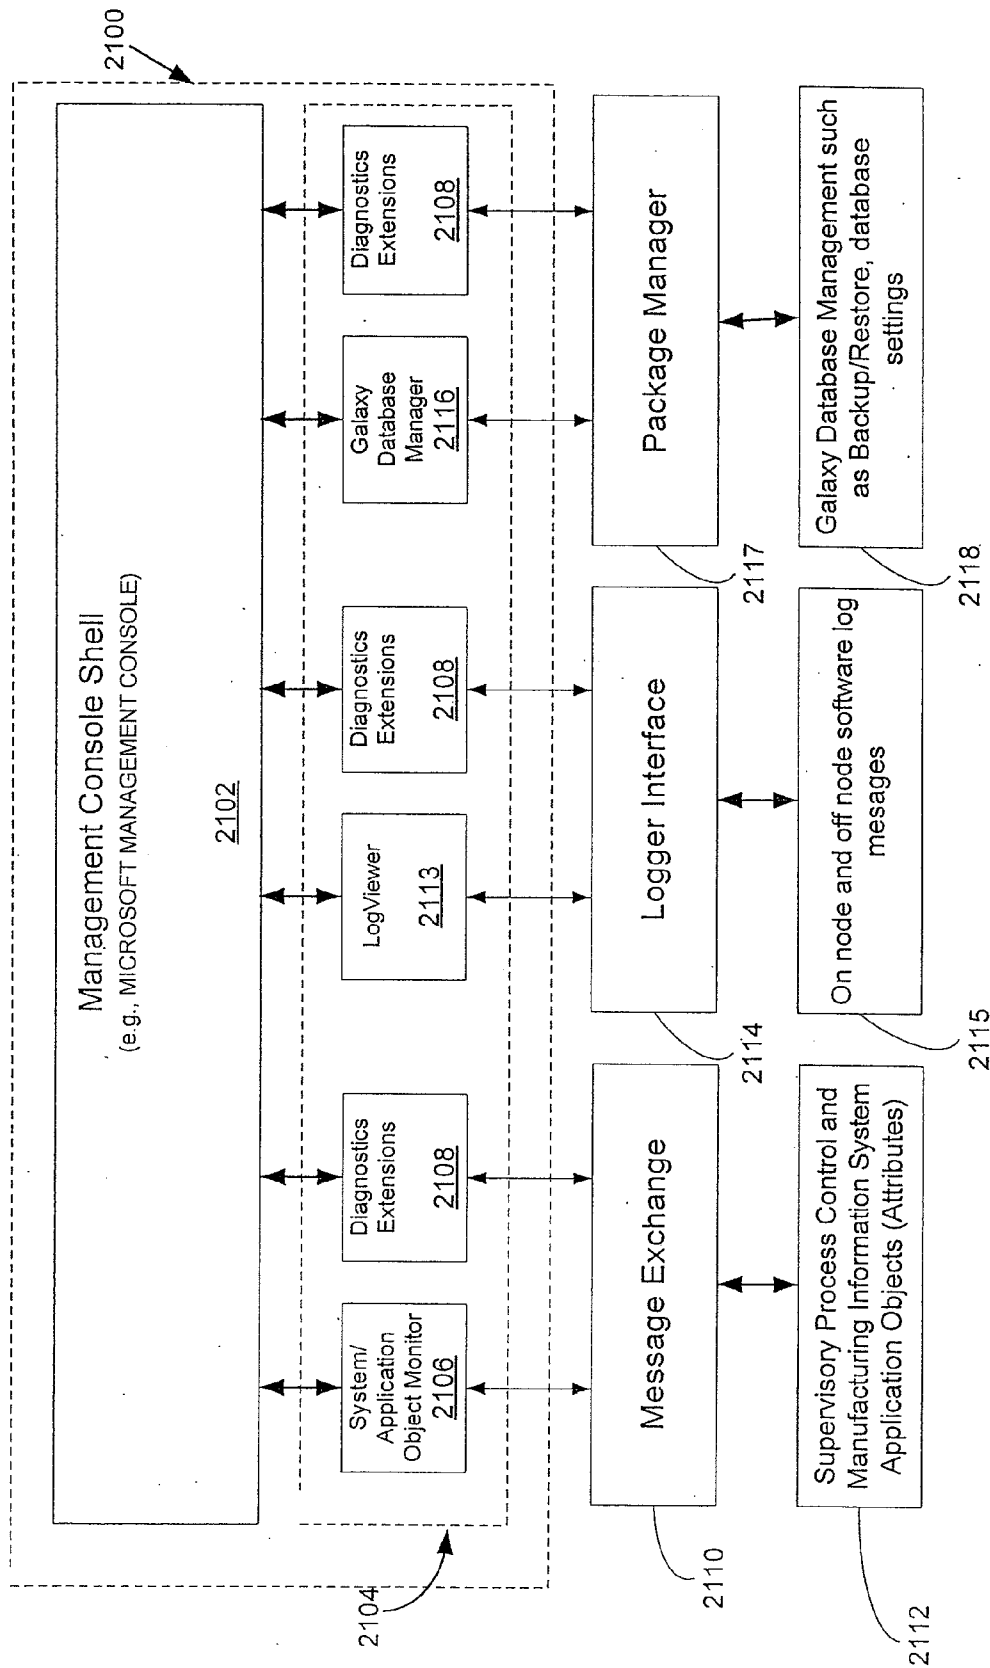 2100
Management Console Shell
(e.g., MICROSOFT MANAGEMENT CONSOLE)
2102
2104
System/
Application
Object Monitor
2106
Diagnostics
Extensions
2108
LogViewer
2113
Diagnostics
Extensions
2108
Galaxy
Database
Manager
2116
Diagnostics
Extensions
2108
Message Exchange
2110
Logger Interface
2114
Package Manager
2117
Supervisory Process Control and
Manufacturing Information System
Application Objects (Attributes)
2112
On node and off node software log
mesages
2115
Galaxy Database Management such
as Backup/Restore, database
settings
2118